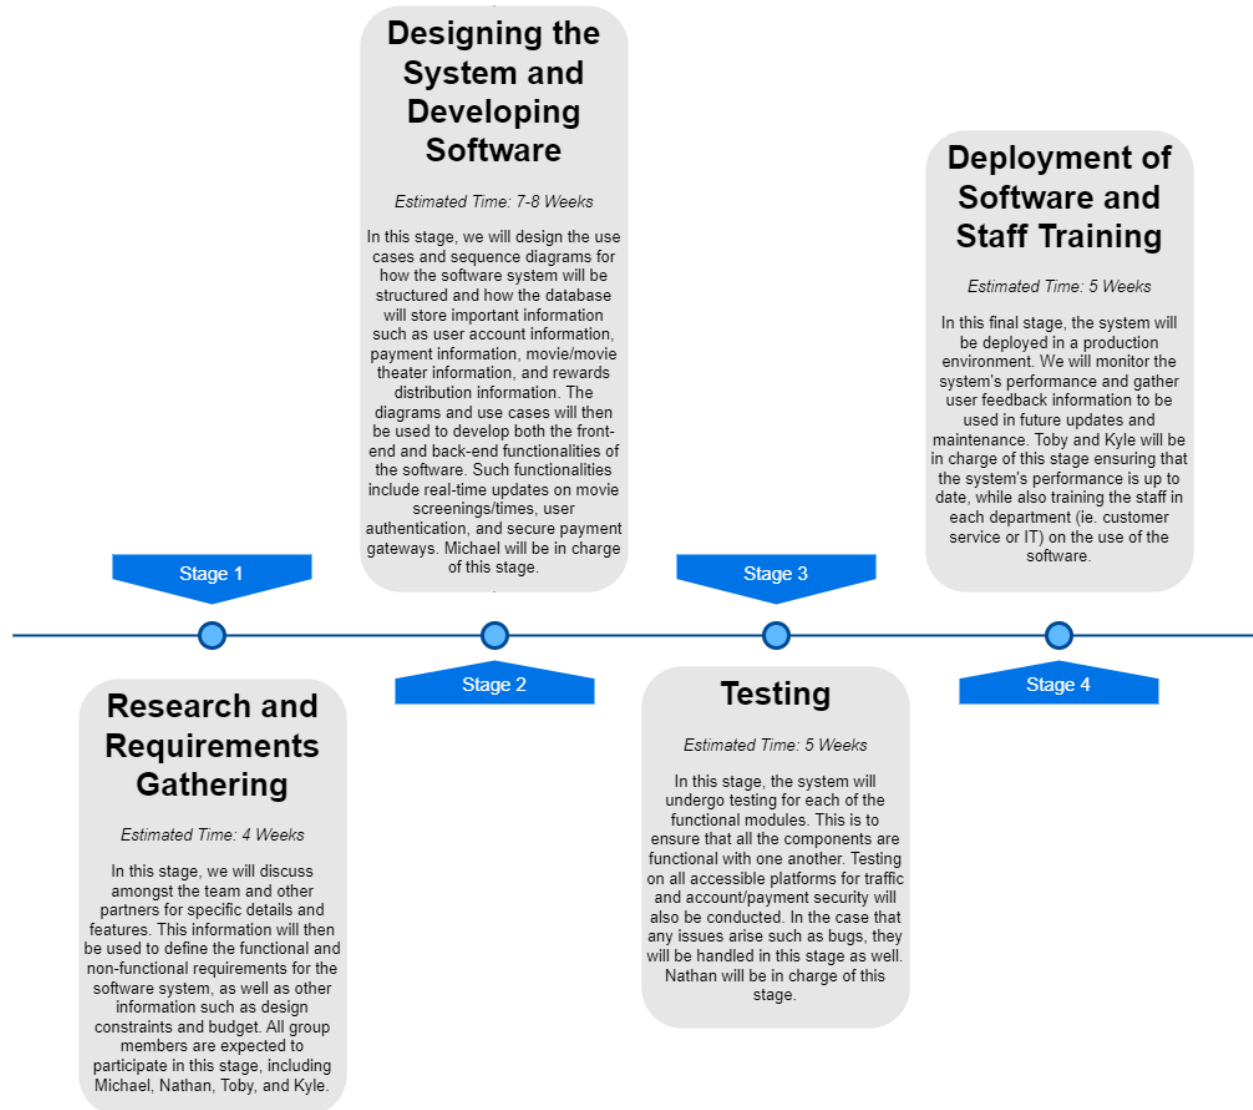 Stage 1
Research and
Requirements
Gathering
Estimated Time: 4 Weeks
In this stage, we will discuss
amongst the team and other
partners for specific details and
features. This information will then
be used to define the functional and
non-functional requirements for the
software system, as well as other
information such as design
constraints and budget. All group
members are expected to
participate in this stage, including
Michael, Nathan, Toby, and Kyle.
Designing the
System and
Developing
Software
Estimated Time: 7-8 Weeks
In this stage, we will design the use
cases and sequence diagrams for
how the software system will be
structured and how the database
will store important information
such as user account information,
payment information, movie/movie
theater information, and rewards
distribution information. The
diagrams and use cases will then
be used to develop both the front-
end and back-end functionalities of
the software. Such functionalities
include real-time updates on movie
screenings/times, user
authentication, and secure payment
gateways. Michael will be in charge
of this stage.
Stage 2
Stage 3
Testing
Estimated Time: 5 Weeks
In this stage, the system will
undergo testing for each of the
functional modules. This is to
ensure that all the components are
functional with one another. Testing
on all accessible platforms for traffic
and account/payment security will
also be conducted. In the case that
any issues arise such as bugs, they
will be handled in this stage as well.
Nathan will be in charge of this
stage.
Deployment of
Software and
Staff Training
Estimated Time: 5 Weeks
In this final stage, the system will
be deployed in a production
environment. We will monitor the
system's performance and gather
user feedback information to be
used in future updates and
maintenance. Toby and Kyle will be
in charge of this stage ensuring that
the system's performance is up to
date, while also training the staff in
each department (ie. customer
service or IT) on the use of the
software.
Stage 4